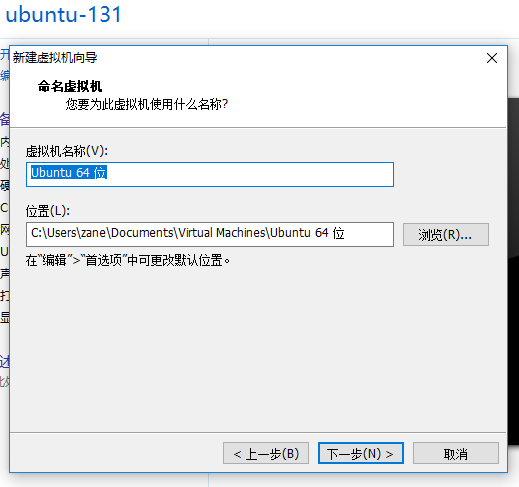 ubuntu-131
新建虚拟机向导
命名虚拟机
您要为此虚拟机使用什么名称?
虚拟机名称(V):
Ubuntu 64 位
位置(L):
C:\Users\zane\Documents\Virtual Machines\Ubuntu 64 位
浏览(R)...
在“编辑”>“首选项”中可更改默认位置。
< 上一步(B)
下一步(N) >
取消